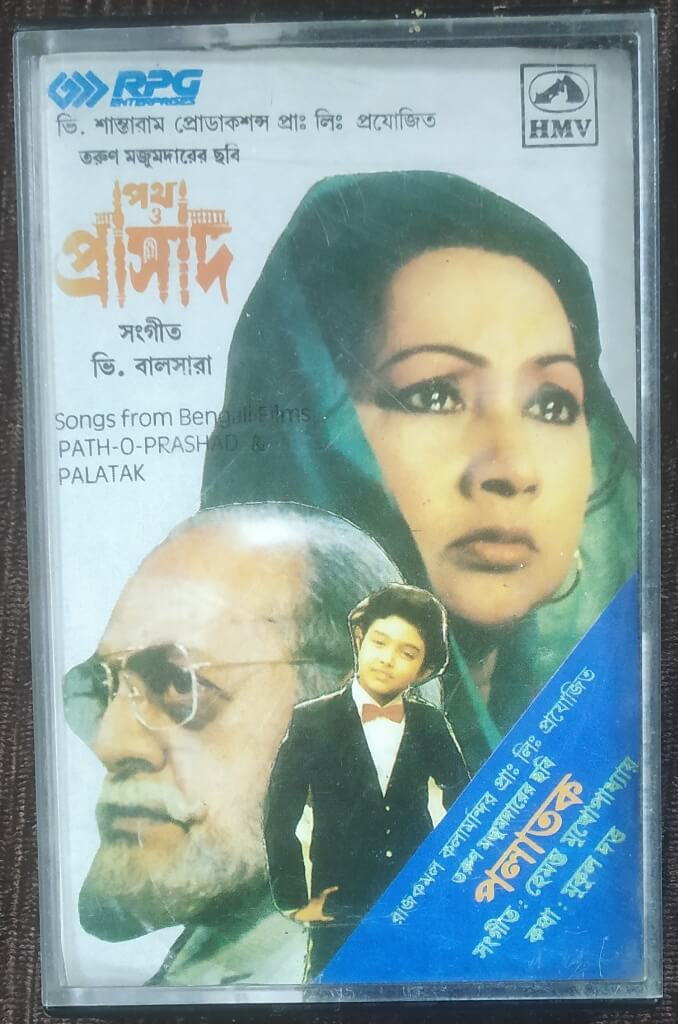 RPG
ENTERPRISES
HMV
ভি. শান্তারাম প্রোডাকশন্স প্রাঃ লিঃ প্রযোজিত
তরুণ মজুমদারের ছবি
পথ
ও
প্রাসাদ
সংগীত
ভি. বালসারা
Songs from Bengali Films
PATH-O-PRASHAD &
PALATAK
রাজকমল কলামন্দির প্রাঃ লিঃ প্রযোজিত
তরুণ মজুমদারের ছবি
পলাতক
সংগীত : হেমন্ত মুখোপাধ্যায়
কথা : মুকুল দত্ত